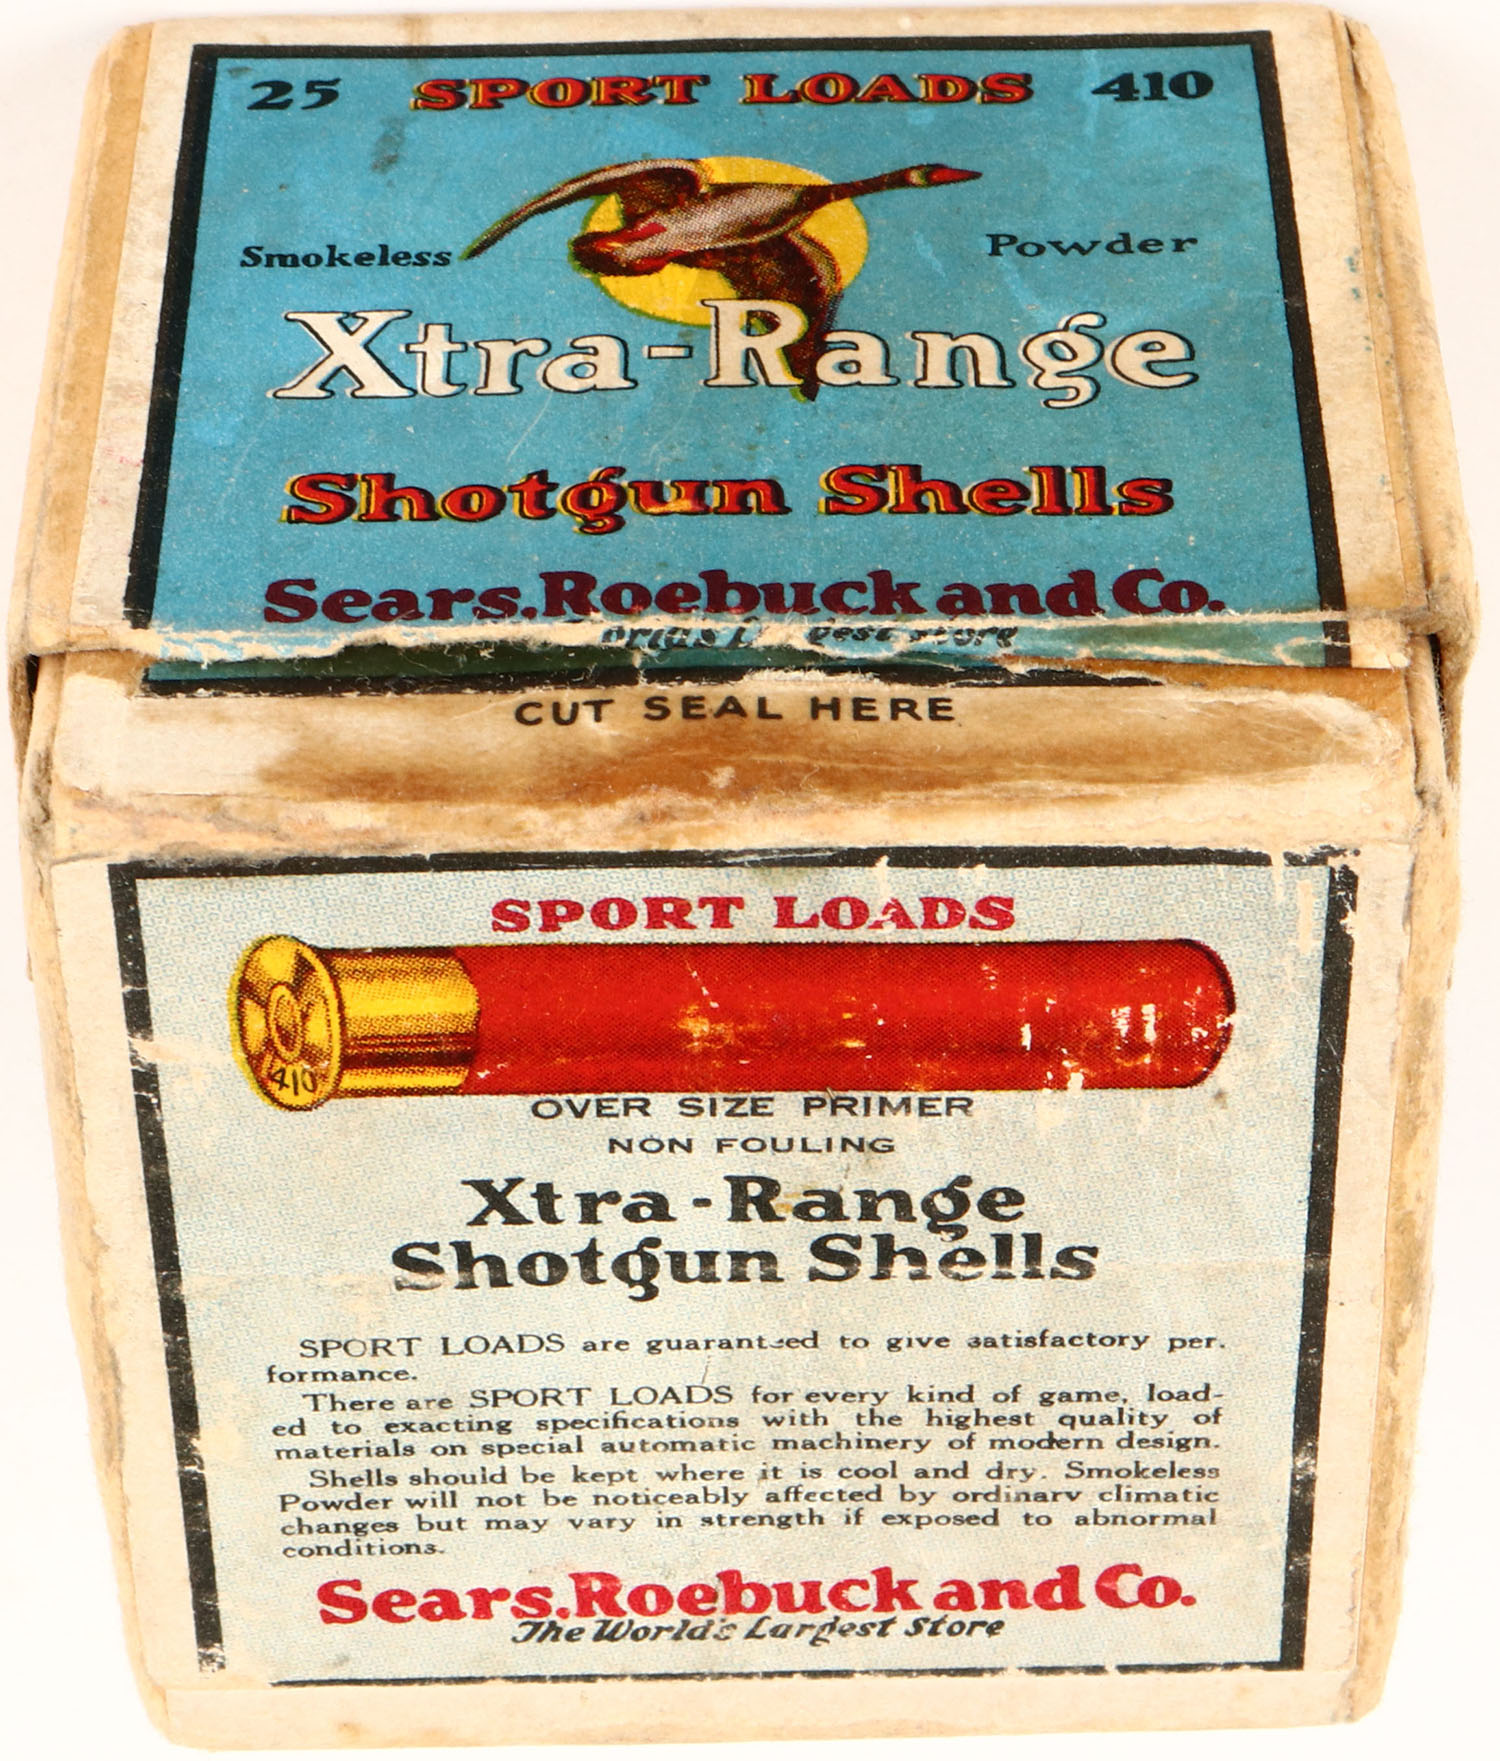 25 SPORT LOADS 410
Smokeless Powder
Xtra-Range
Shotgun Shells
Sears, Roebuck and Co.
CUT SEAL HERE
SPORT LOADS
410
OVER SIZE PRIMER
NON FOULING
Xtra-Range
Shotgun Shells
SPORT LOADS are guaranteed to give satisfactory per-
formance.
There are SPORT LOADS for every kind of game, load-
ed to exacting specifications with the highest quality of
materials on special automatic machinery of modern design.
Shells should be kept where it is cool and dry. Smokeless
Powder will not be noticeably affected by ordinary climatic
changes but may vary in strength if exposed to abnormal
conditions.
Sears, Roebuck and Co.
The World's Largest Store